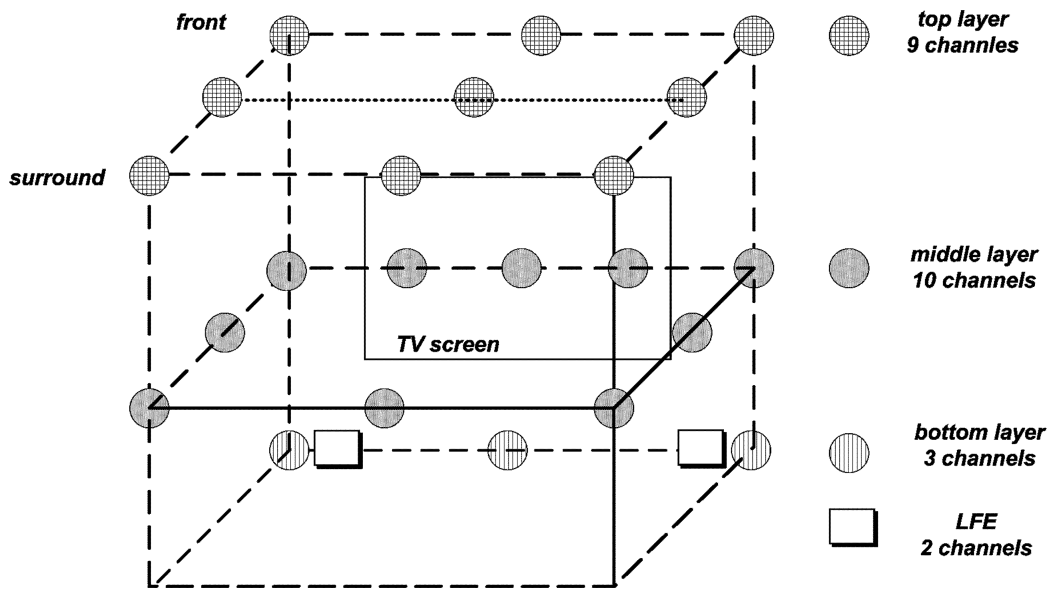 front
top layer
9 channles
surround
middle layer
10 channels
TV screen
bottom layer
3 channels
LFE
2 channels